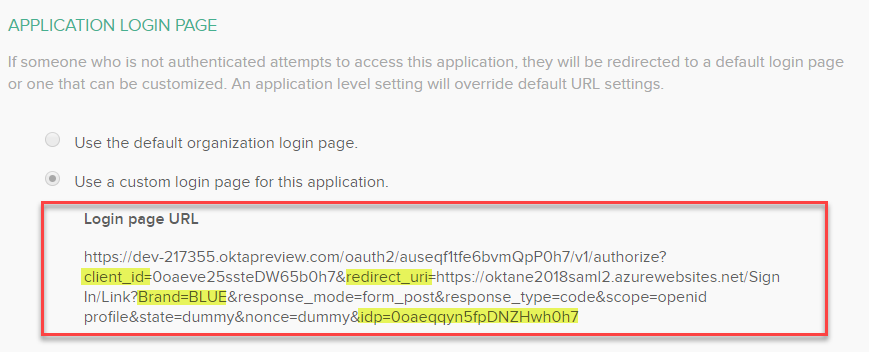 APPLICATION LOGIN PAGE
If someone who is not authenticated attempts to access this application, they will be redirected to a default login page
or one that can be customized. An application level setting will override default URL settings.
Use the default organization login page.
Use a custom login page for this application.
Login page URL
https://dev-217355.oktapreview.com/oauth2/auseqf1tfe6bvmQpP0h7/v1/authorize?
client_id=0oaeve25ssteDW65b0h7&redirect_uri=https://oktane2018saml2.azurewebsites.net/Sign
In/Link?Brand=BLUE&response_mode=form_post&response_type=code&scope=openid
profile&state=dummy&nonce=dummy&idp=0oaeqqyn5fpDNZHwh0h7